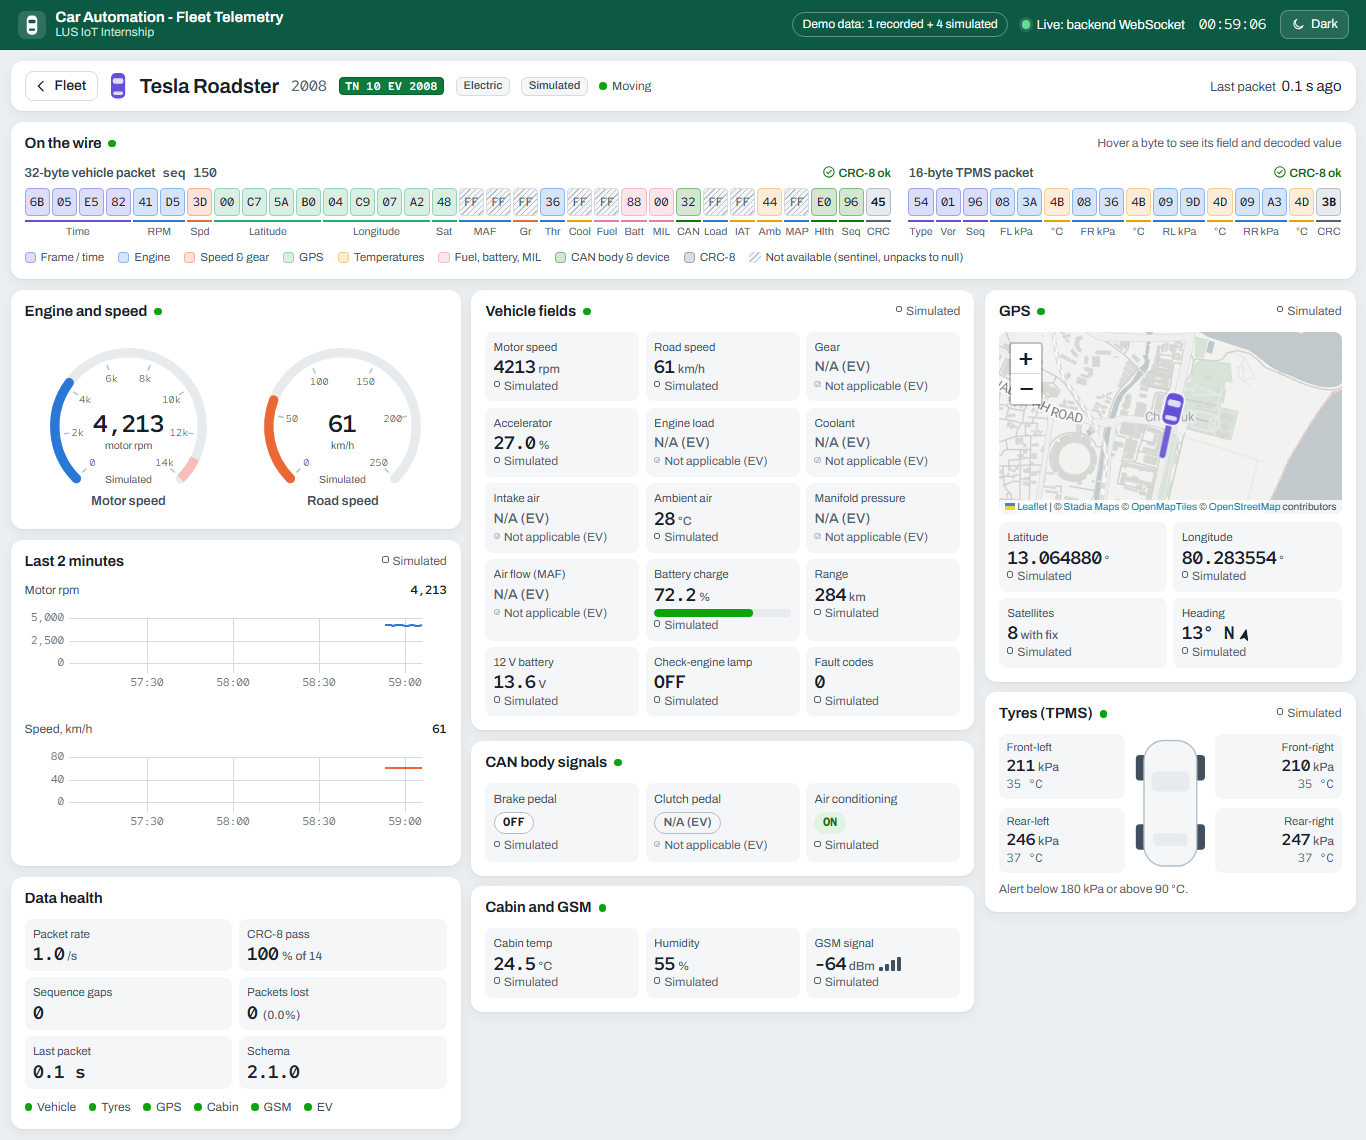 Car Automation - Fleet Telemetry
LUS IoT Internship
Demo data: 1 recorded + 4 simulated
Live: backend WebSocket
00:59:06
Dark
Fleet
Tesla Roadster
2008
TN 10 EV 2008
Electric
Simulated
Moving
Last packet 0.1 s ago
On the wire
Hover a byte to see its field and decoded value
32-byte vehicle packet seq 150
CRC-8 ok
16-byte TPMS packet
CRC-8 ok
6B 05 E5 82 41 D5 3D 00 C7 5A B0 04 C9 07 A2 48 FF FF FF 36 FF FF 88 00 32 FF FF 44 FF E0 96 45
54 01 96 08 3A 4B 08 36 4B 09 9D 4D 09 A3 4D 3B
Time RPM Spd Latitude Longitude Sat MAF Gr Thr Cool Fuel Batt MIL CAN Load IAT Amb MAP Hlth Seq CRC
Type Ver Seq FL kPa °C FR kPa °C RL kPa °C RR kPa °C CRC
Frame / time
Engine
Speed & gear
GPS
Temperatures
Fuel, battery, MIL
CAN body & device
CRC-8
Not available (sentinel, unpacks to null)
Engine and speed
0 2k 4k 6k 8k 10k 12k 14k
4,213
motor rpm
Simulated
Motor speed
0 50 100 150 200 250
61
km/h
Simulated
Road speed
Last 2 minutes
Simulated
Motor rpm
4,213
5,000
2,500
0
57:30 58:00 58:30 59:00
Speed, km/h
61
80
40
0
57:30 58:00 58:30 59:00
Data health
Packet rate
1.0 /s
CRC-8 pass
100 % of 14
Sequence gaps
0
Packets lost
0 (0.0%)
Last packet
0.1 s
Schema
2.1.0
Vehicle
Tyres
GPS
Cabin
GSM
EV
Vehicle fields
Simulated
Motor speed
4213 rpm
Simulated
Road speed
61 km/h
Simulated
Gear
N/A (EV)
Not applicable (EV)
Accelerator
27.0 %
Simulated
Engine load
N/A (EV)
Not applicable (EV)
Coolant
N/A (EV)
Not applicable (EV)
Intake air
N/A (EV)
Not applicable (EV)
Ambient air
28 °C
Simulated
Manifold pressure
N/A (EV)
Not applicable (EV)
Air flow (MAF)
N/A (EV)
Not applicable (EV)
Battery charge
72.2 %
Simulated
Range
284 km
Simulated
12 V battery
13.6 V
Simulated
Check-engine lamp
OFF
Simulated
Fault codes
0
Simulated
CAN body signals
Brake pedal
OFF
Simulated
Clutch pedal
N/A (EV)
Not applicable (EV)
Air conditioning
ON
Simulated
Cabin and GSM
Cabin temp
24.5 °C
Simulated
Humidity
55 %
Simulated
GSM signal
-64 dBm
Simulated
GPS
Simulated
+
−
ROAD
Leaflet | © Stadia Maps © OpenMapTiles © OpenStreetMap contributors
Latitude
13.064880 °
Simulated
Longitude
80.283554 °
Simulated
Satellites
8 with fix
Simulated
Heading
13° N
Simulated
Tyres (TPMS)
Simulated
Front-left
211 kPa
35 °C
Front-right
210 kPa
35 °C
Rear-left
246 kPa
37 °C
Rear-right
247 kPa
37 °C
Alert below 180 kPa or above 90 °C.